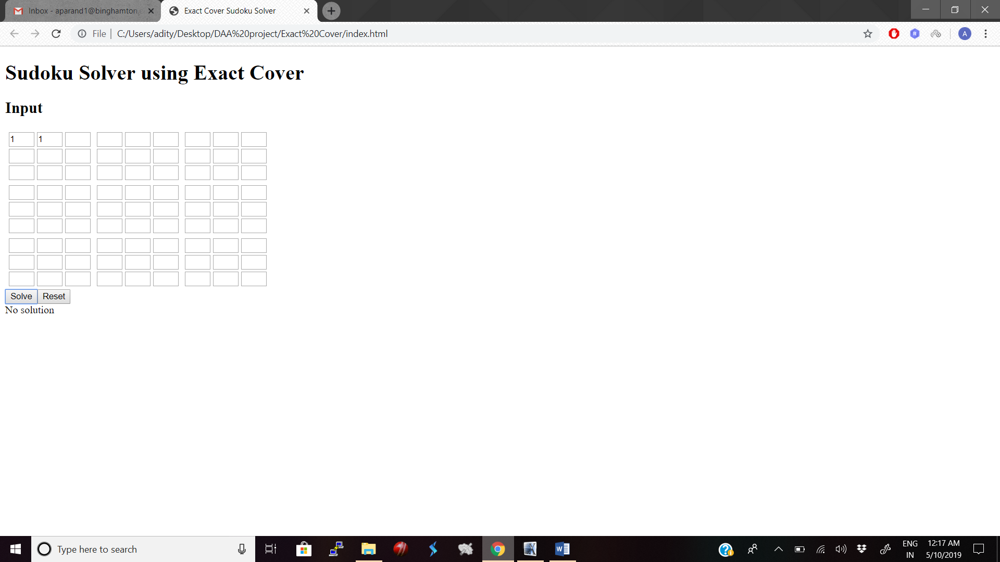 Inbox - aparand1@binghamton.e
Exact Cover Sudoku Solver
File | C:/Users/adity/Desktop/DAA%20project/Exact%20Cover/index.html
R
A
Sudoku Solver using Exact Cover
Input
1 1
Solve Reset
No solution
Type here to search
ENG
IN
12:17 AM
5/10/2019